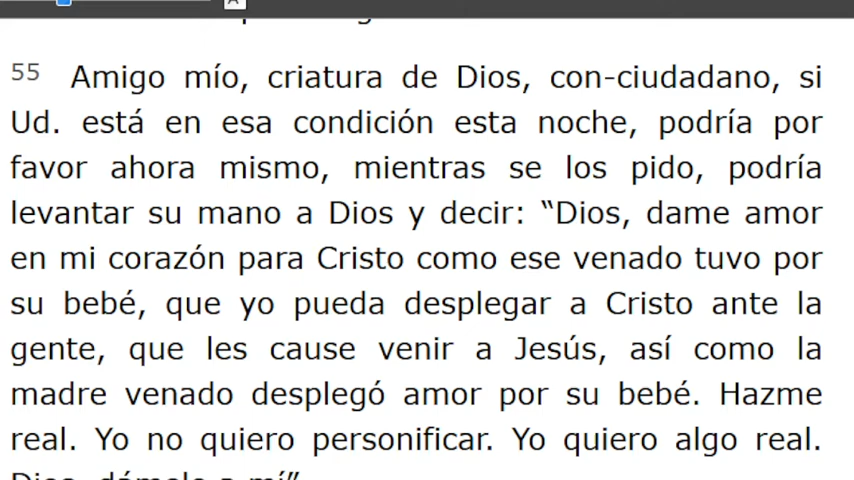 55 Amigo mío, criatura de Dios, con-ciudadano, si
Ud. está en esa condición esta noche, podría por
favor ahora mismo, mientras se los pido, podría
levantar su mano a Dios y decir: “Dios, dame amor
en mi corazón para Cristo como ese venado tuvo por
su bebé, que yo pueda desplegar a Cristo ante la
gente, que les cause venir a Jesús, así como la
madre venado desplegó amor por su bebé. Hazme
real. Yo no quiero personificar. Yo quiero algo real.
Dios, dámelo a mí”